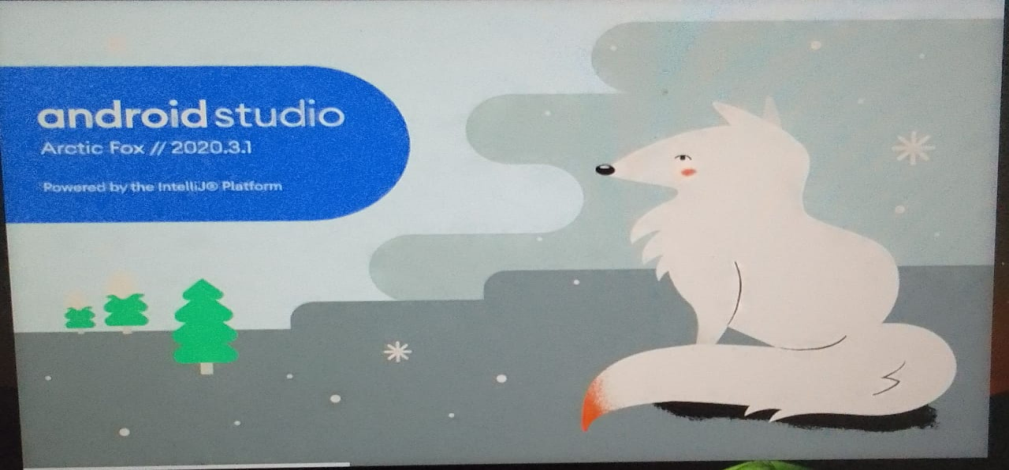 android studio
Arctic Fox // 2020.3.1
Powered by the IntelliJ® Platform